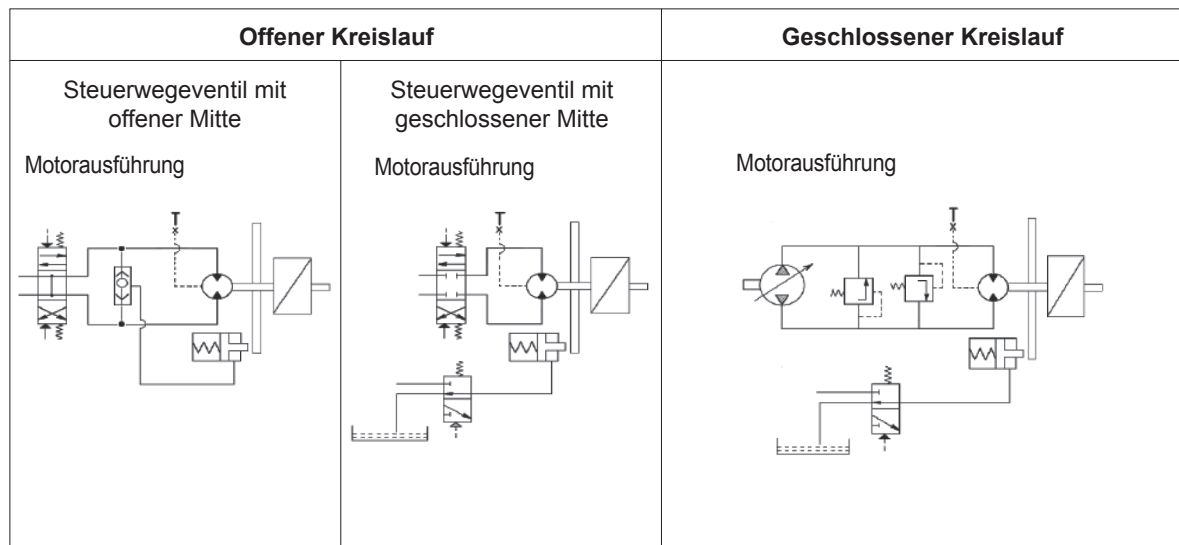 Offener Kreislauf
Geschlossener Kreislauf
Steuerwegeventil mit
offener Mitte
Motorausführung
T
x
Steuerwegeventil mit
geschlossener Mitte
Motorausführung
T
x
Motorausführung
T
x